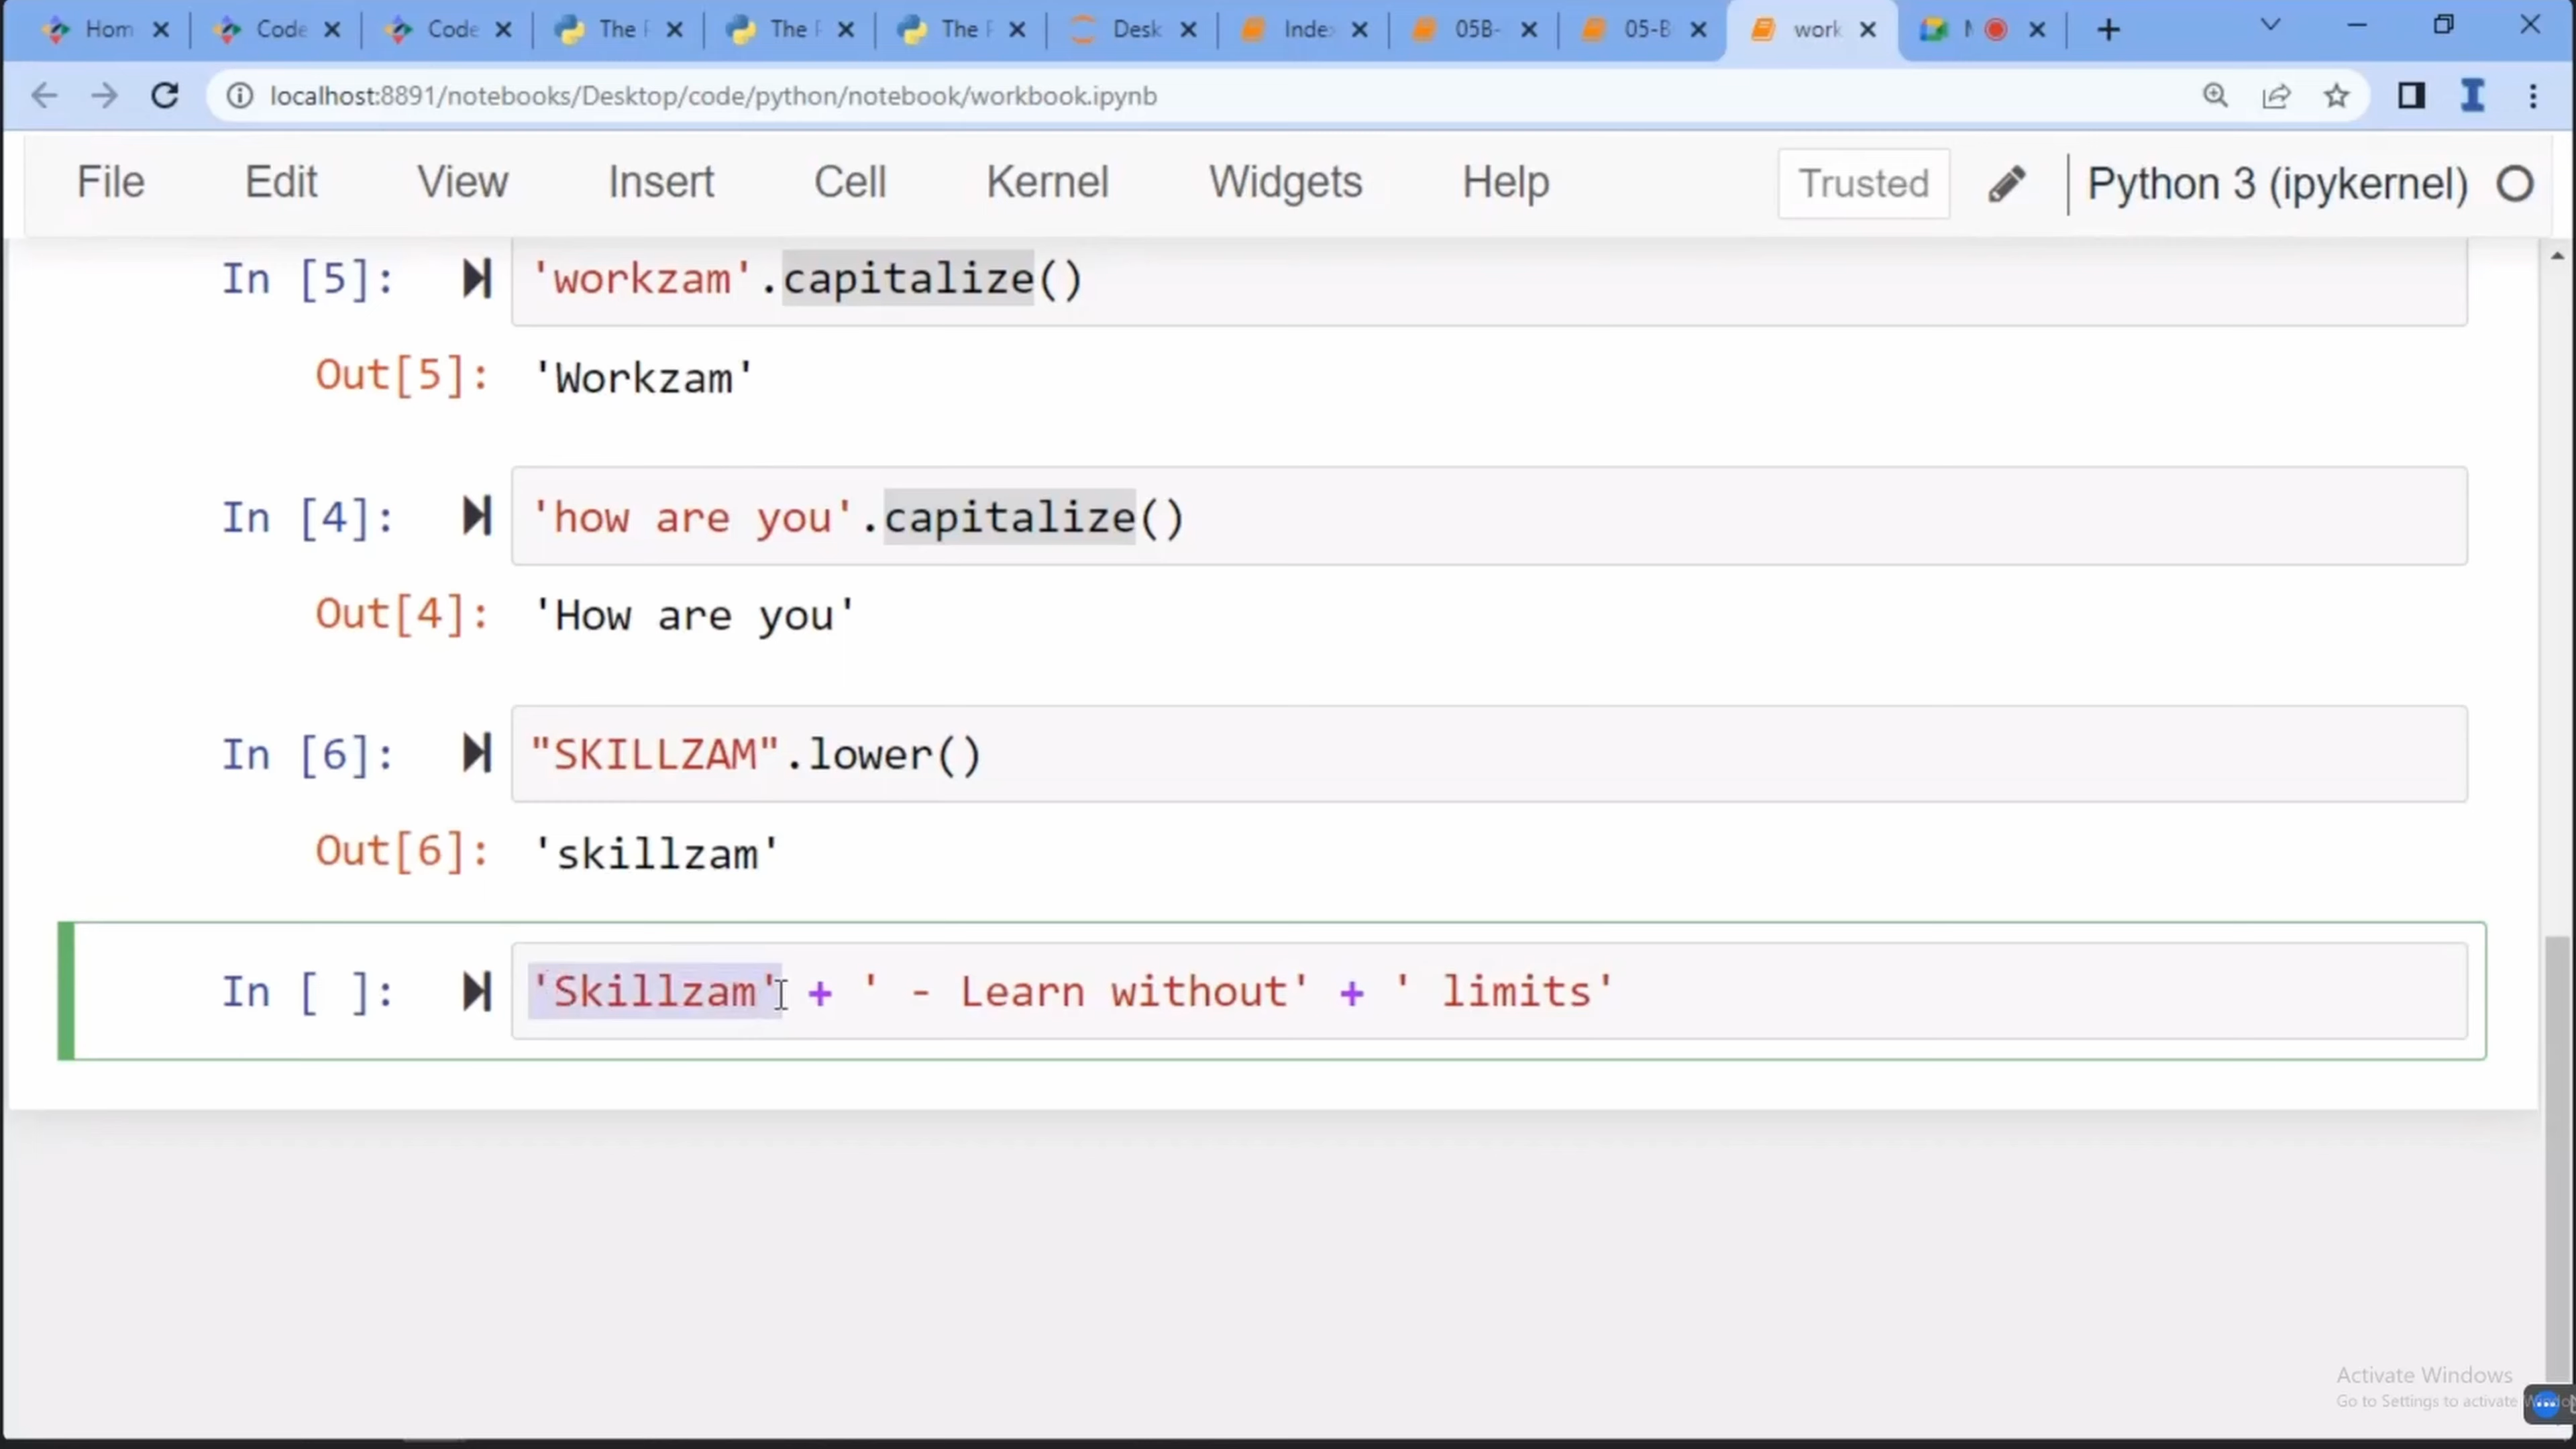 Hom Code Code The The The Desk Inde 05B- 05-B work
localhost:8891/notebooks/Desktop/code/python/notebook/workbook.ipynb
File Edit View Insert Cell Kernel Widgets Help Trusted Python 3 (ipykernel)
In [5]: 'workzam'.capitalize()
Out[5]: 'Workzam'
In [4]: 'how are you'.capitalize()
Out[4]: 'How are you'
In [6]: "SKILLZAM".lower()
Out[6]: 'skillzam'
In [ ]: 'Skillzam' + ' - Learn without' + ' limits'
Activate Windows
Go to Settings to activate